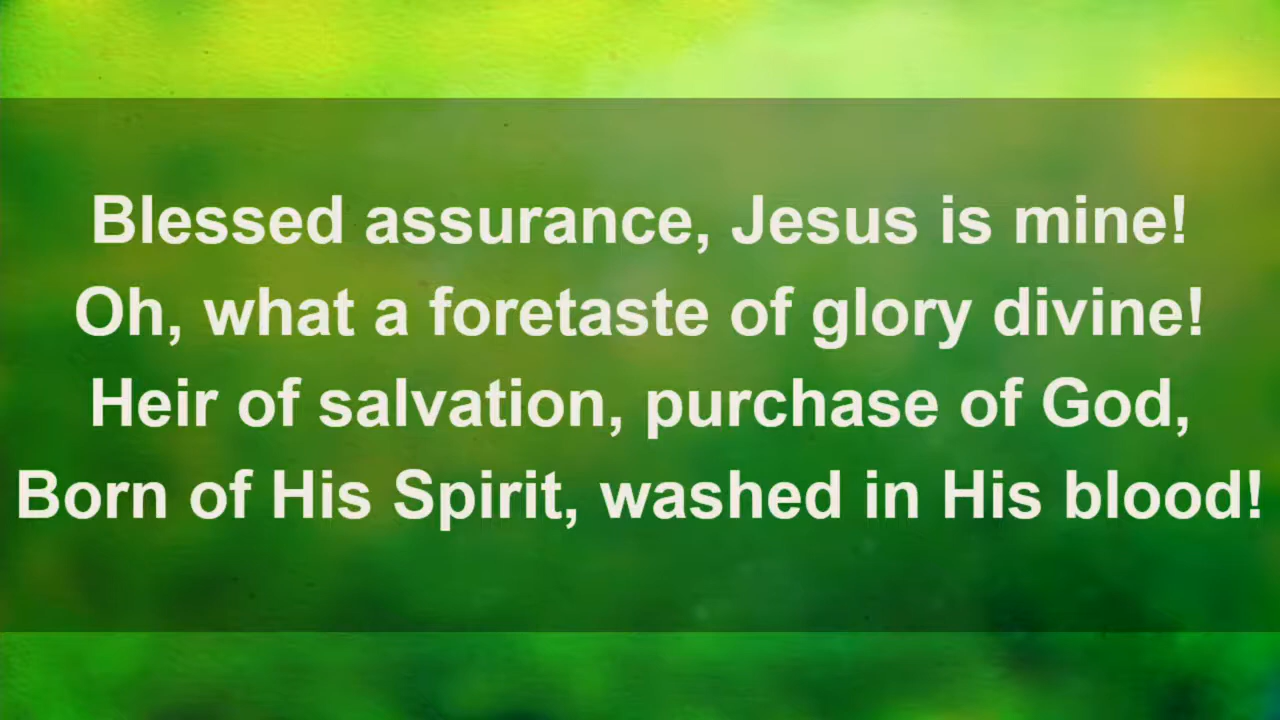 Blessed assurance, Jesus is mine!
Oh, what a foretaste of glory divine!
Heir of salvation, purchase of God,
Born of His Spirit, washed in His blood!